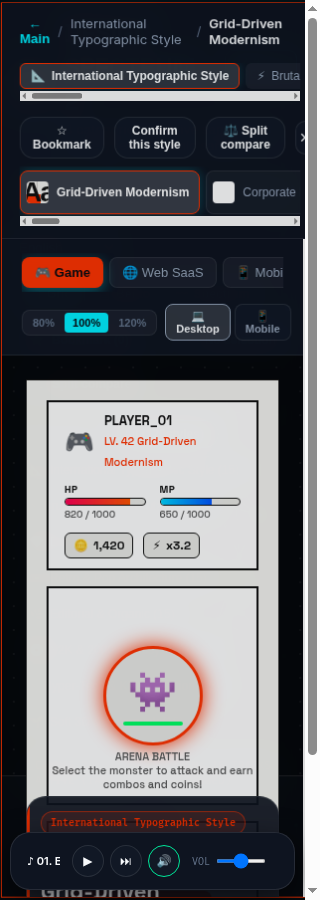 ←
Main
/
International
Typographic Style
/
Grid-Driven
Modernism
International Typographic Style
⚡ Bruta
☆
Bookmark
Confirm
this style
Split
compare
Aa
Grid-Driven Modernism
Corporate
Game
Web SaaS
Mobi
80%
100%
120%
Desktop
Mobile
PLAYER_01
LV. 42 Grid-Driven
Modernism
HP
820 / 1000
MP
650 / 1000
1,420
⚡ x3.2
ARENA BATTLE
Select the monster to attack and earn
combos and coins!
International Typographic Style
♪ 01. E
VOL
Grid-Driven